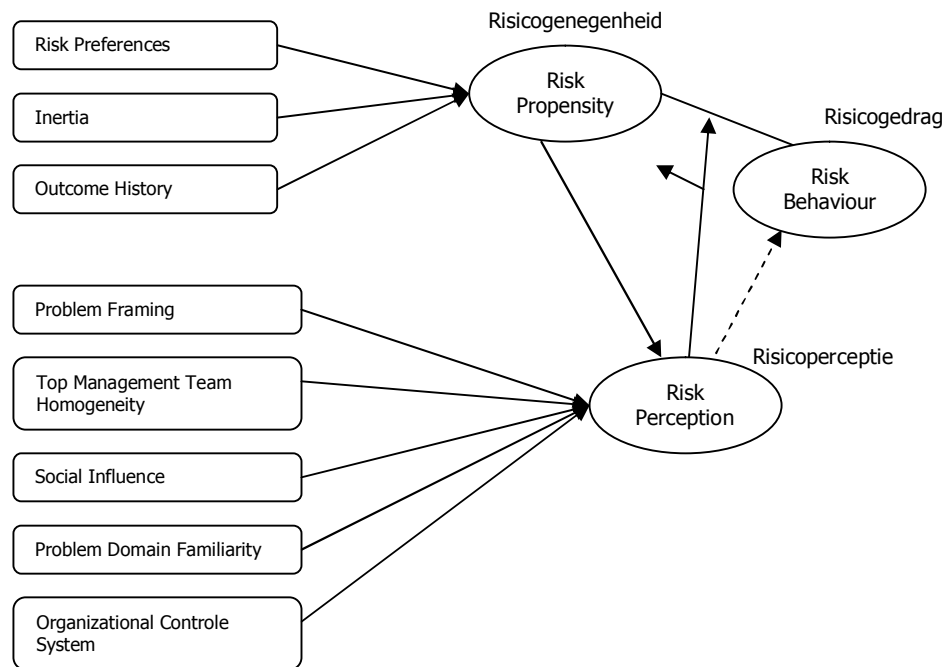 Risicogenegenheid
Risk Preferences
Risk
Propensity
Inertia
Risicogedrag
Outcome History
Risk
Behaviour
Problem Framing
Risicoperceptie
Top Management Team
Homogeneity
Risk
Perception
Social Influence
Problem Domain Familiarity
Organizational Controle
System